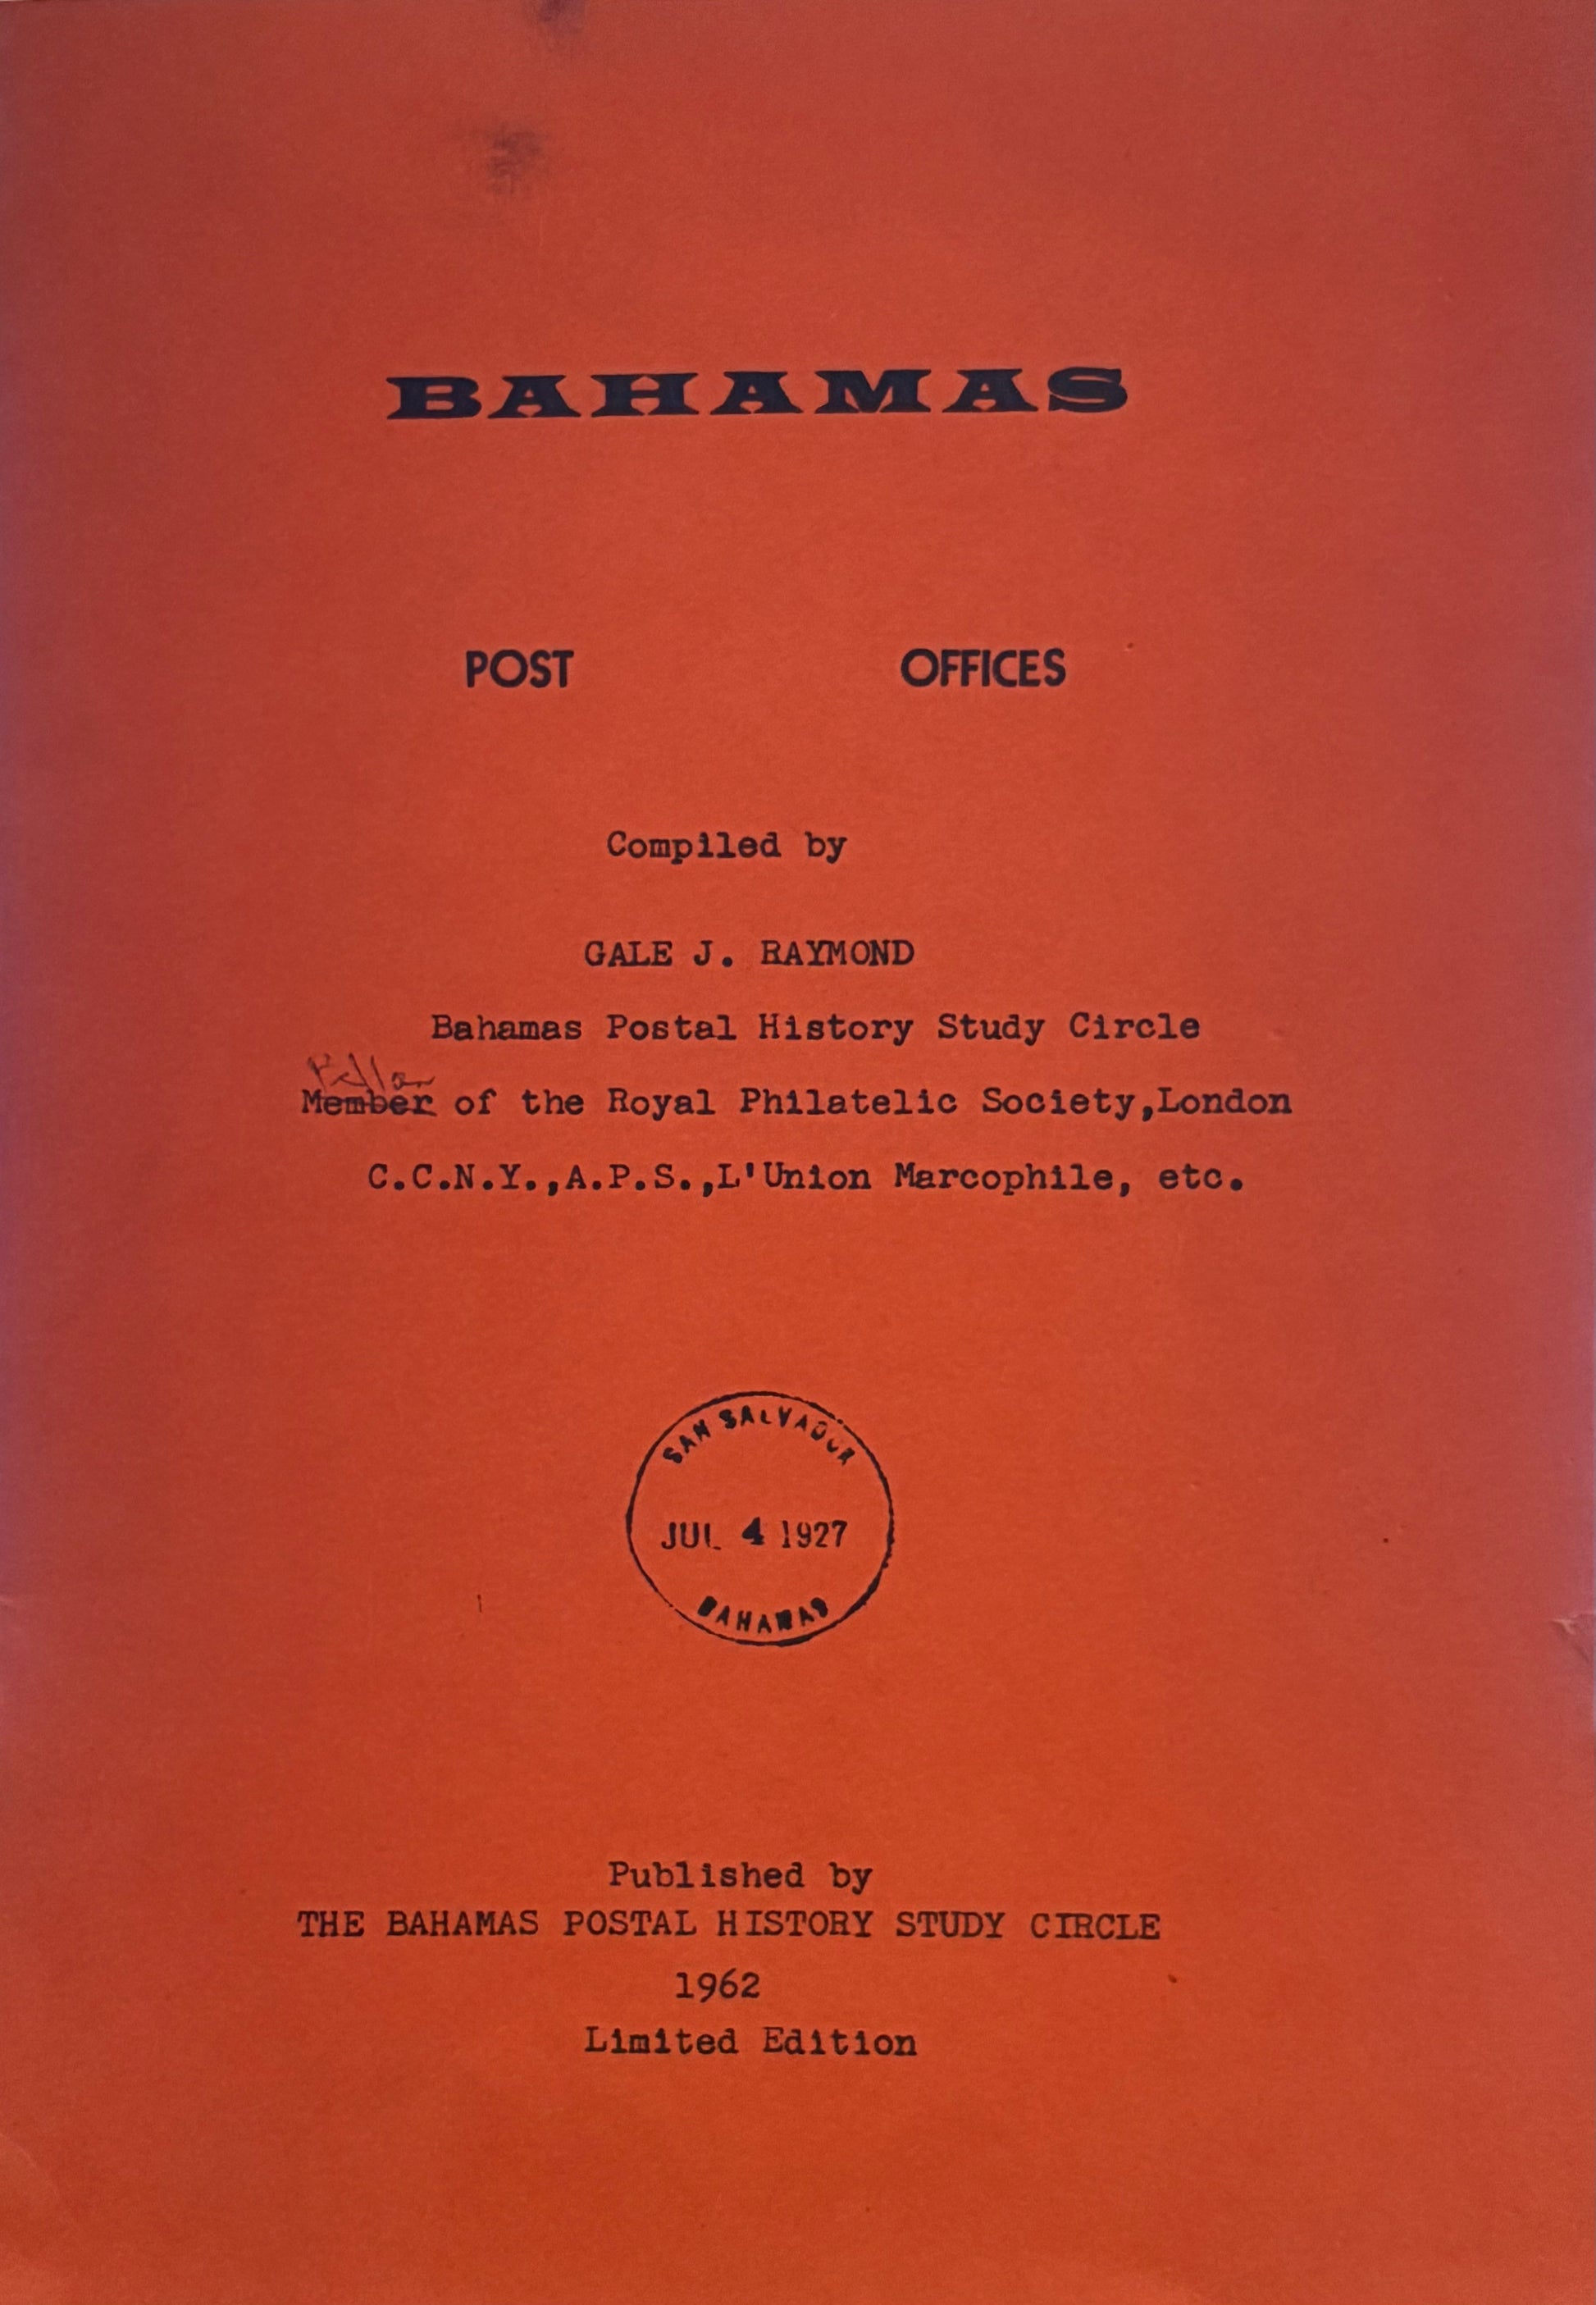 BAHAMAS
POST OFFICES
Compiled by
GALE J. RAYMOND
Bahamas Postal History Study Circle
Member of the Royal Philatelic Society,London
C.C.N.Y.,A.P.S.,L'Union Marcophile, etc.
SAN SALVADOR
JUL 4 1927
BAHAMAS
Published by
THE BAHAMAS POSTAL HISTORY STUDY CIRCLE
1962
Limited Edition